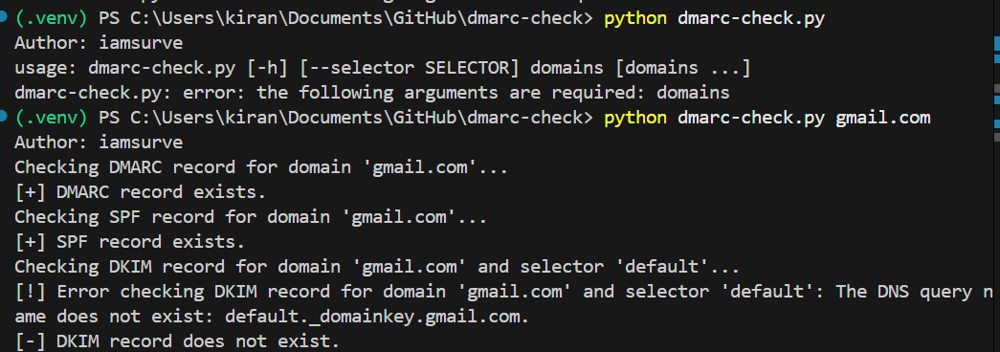 (.venv) PS C:\Users\kiran\Documents\GitHub\dmarc-check> python dmarc-check.py
Author: iamsurve
usage: dmarc-check.py [-h] [--selector SELECTOR] domains [domains ...]
dmarc-check.py: error: the following arguments are required: domains
(.venv) PS C:\Users\kiran\Documents\GitHub\dmarc-check> python dmarc-check.py gmail.com
Author: iamsurve
Checking DMARC record for domain 'gmail.com'...
[+] DMARC record exists.
Checking SPF record for domain 'gmail.com'...
[+] SPF record exists.
Checking DKIM record for domain 'gmail.com' and selector 'default'...
[!] Error checking DKIM record for domain 'gmail.com' and selector 'default': The DNS query n
ame does not exist: default._domainkey.gmail.com.
[-] DKIM record does not exist.